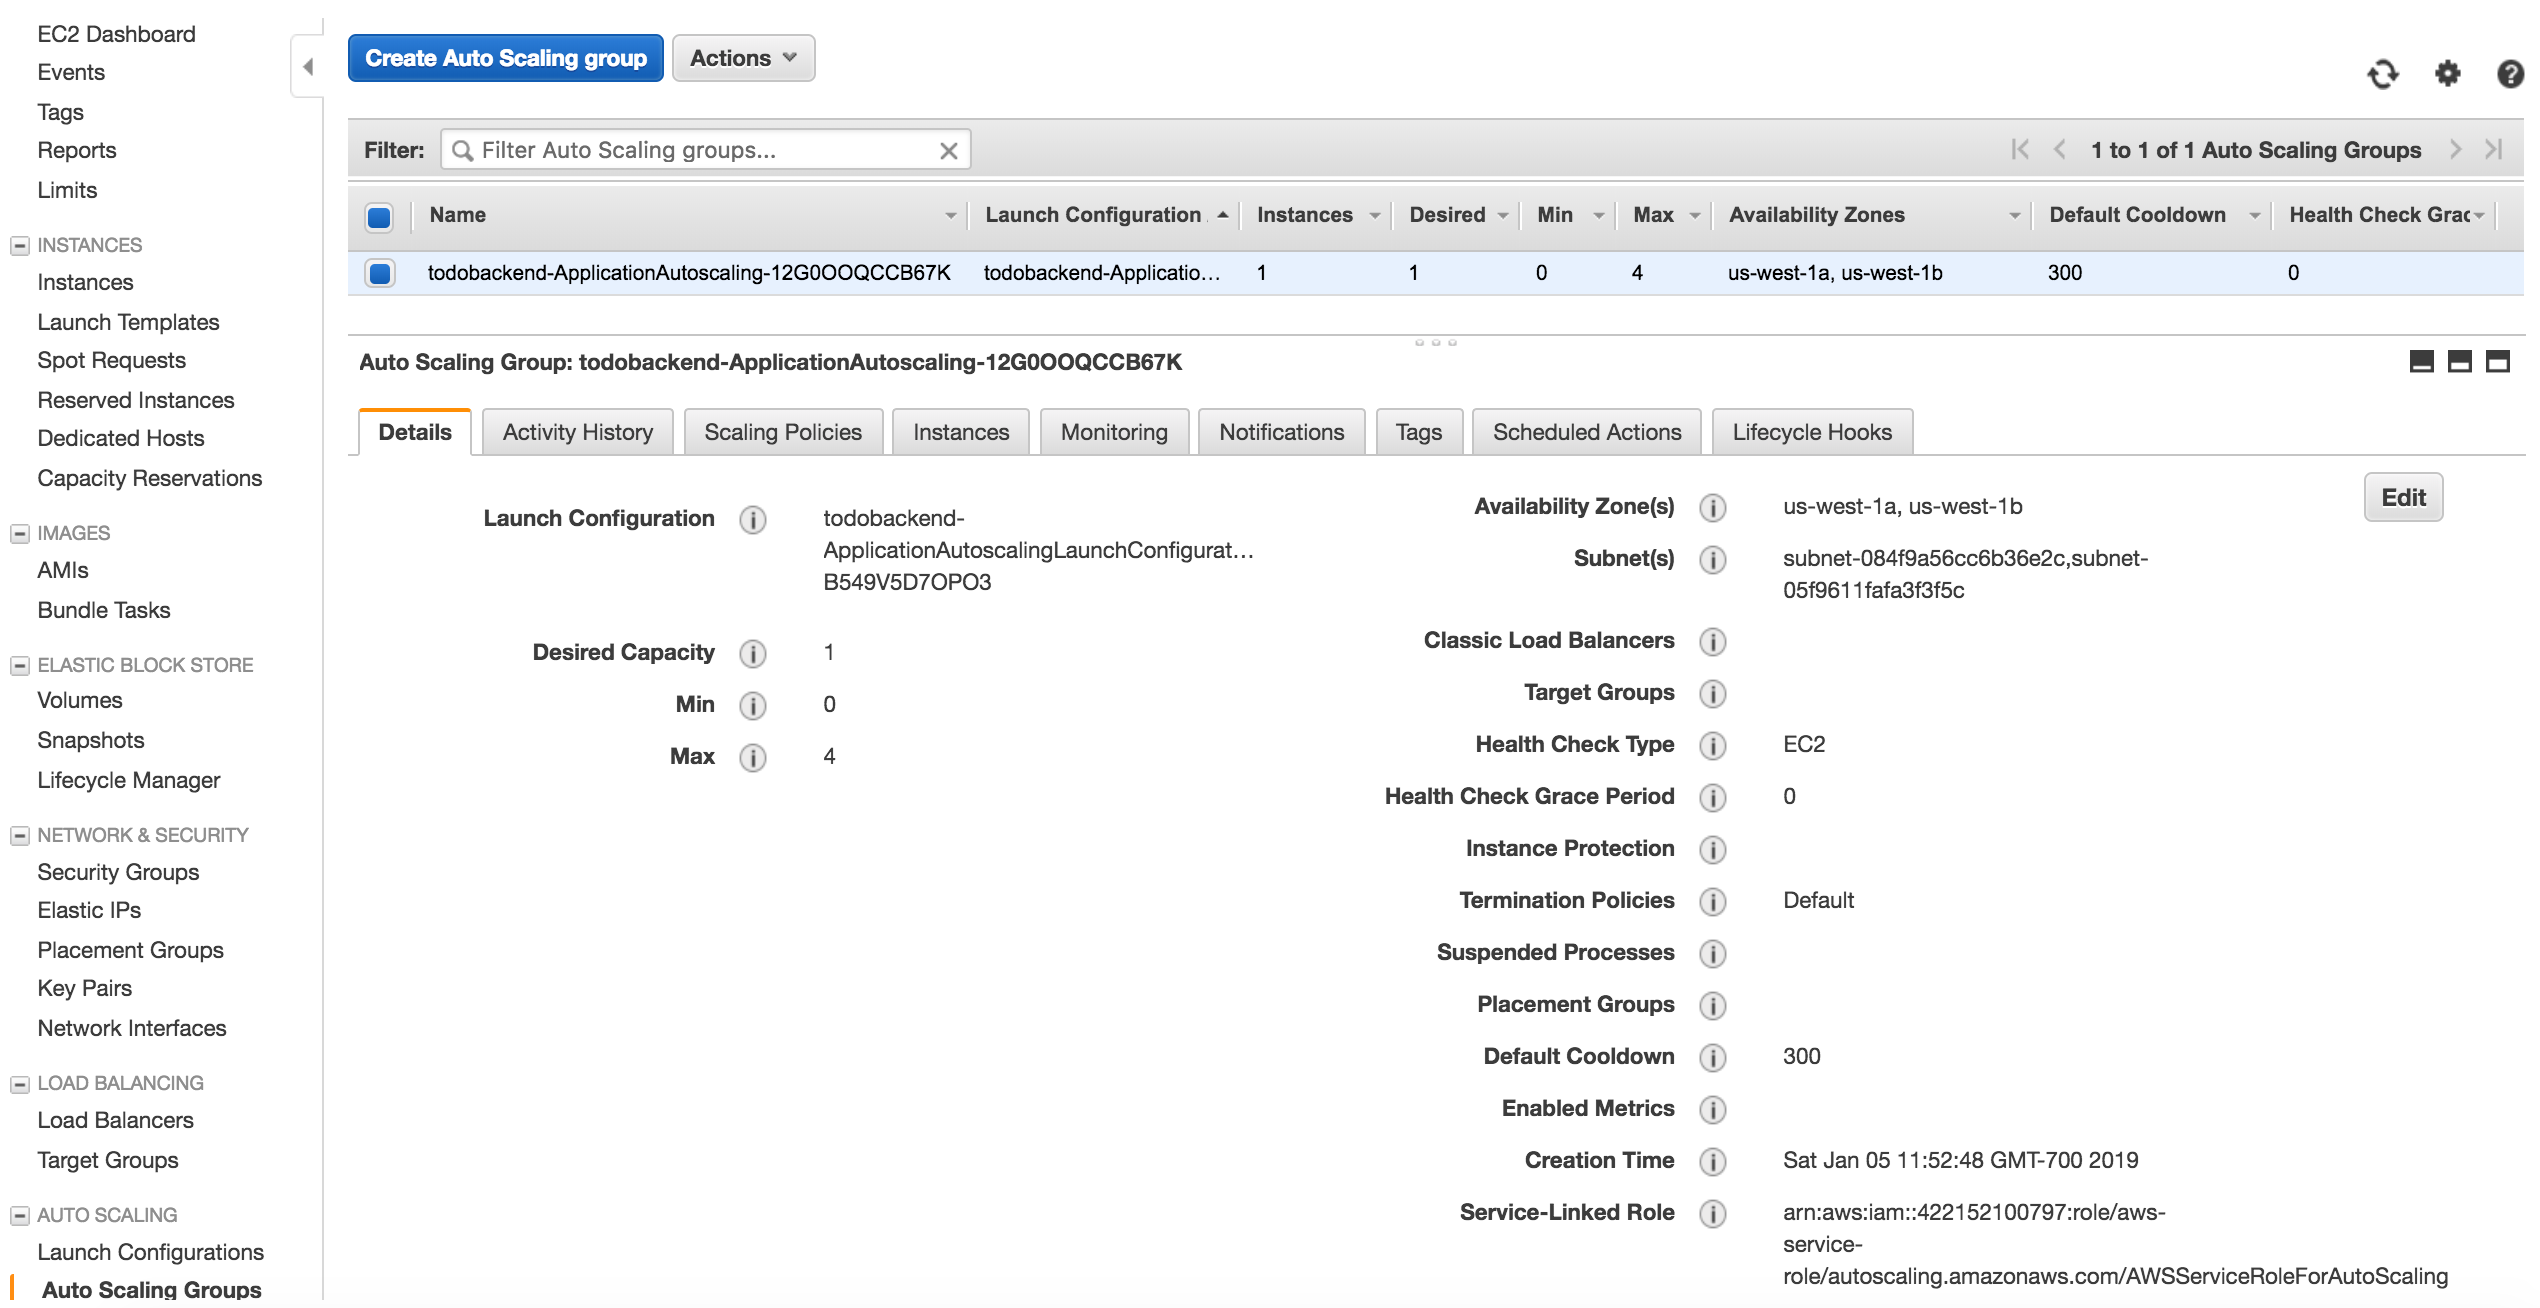 EC2 Dashboard
Events
Tags
Reports
Limits
INSTANCES
Instances
Launch Templates
Spot Requests
Reserved Instances
Dedicated Hosts
Capacity Reservations
IMAGES
AMIs
Bundle Tasks
ELASTIC BLOCK STORE
Volumes
Snapshots
Lifecycle Manager
NETWORK & SECURITY
Security Groups
Elastic IPs
Placement Groups
Key Pairs
Network Interfaces
LOAD BALANCING
Load Balancers
Target Groups
AUTO SCALING
Launch Configurations
Auto Scaling Groups
Create Auto Scaling group Actions
Filter: Filter Auto Scaling groups... 1 to 1 of 1 Auto Scaling Groups
Name Launch Configuration Instances Desired Min Max Availability Zones Default Cooldown Health Check Grac
todobackend-ApplicationAutoscaling-12G0OOQCCB67K todobackend-Applicatio... 1 1 0 4 us-west-1a, us-west-1b 300 0
Auto Scaling Group: todobackend-ApplicationAutoscaling-12G0OOQCCB67K
Details Activity History Scaling Policies Instances Monitoring Notifications Tags Scheduled Actions Lifecycle Hooks
Edit
Launch Configuration todobackend-
ApplicationAutoscalingLaunchConfigurat...
B549V5D7OPO3
Desired Capacity 1
Min 0
Max 4
Availability Zone(s) us-west-1a, us-west-1b
Subnet(s) subnet-084f9a56cc6b36e2c,subnet-
05f9611fafa3f3f5c
Classic Load Balancers
Target Groups
Health Check Type EC2
Health Check Grace Period 0
Instance Protection
Termination Policies Default
Suspended Processes
Placement Groups
Default Cooldown 300
Enabled Metrics
Creation Time Sat Jan 05 11:52:48 GMT-700 2019
Service-Linked Role arn:aws:iam::422152100797:role/aws-
service-
role/autoscaling.amazonaws.com/AWSServiceRoleForAutoScaling